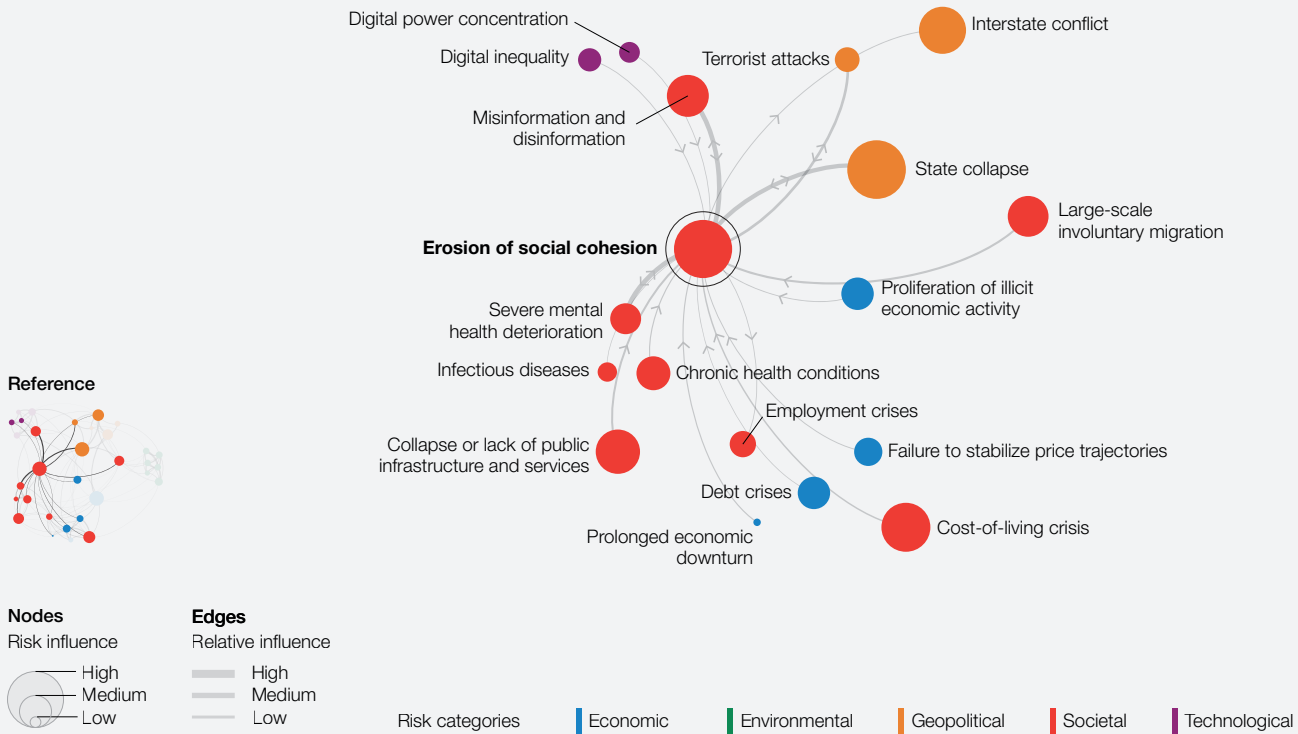 Digital power concentration
Interstate conflict
Digital inequality
Terrorist attacks
Misinformation and
disinformation
State collapse
Large-scale
involuntary migration
Erosion of social cohesion
Proliferation of illicit
economic activity
Severe mental
health deterioration
Infectious diseases
Chronic health conditions
Reference
Employment crises
Collapse or lack of public
infrastructure and services
Failure to stabilize price trajectories
Debt crises
Cost-of-living crisis
Prolonged economic
downturn
Nodes
Risk influence
High
Medium
Low
Edges
Relative influence
High
Medium
Low
Risk categories
Economic
Environmental
Geopolitical
Societal
Technological